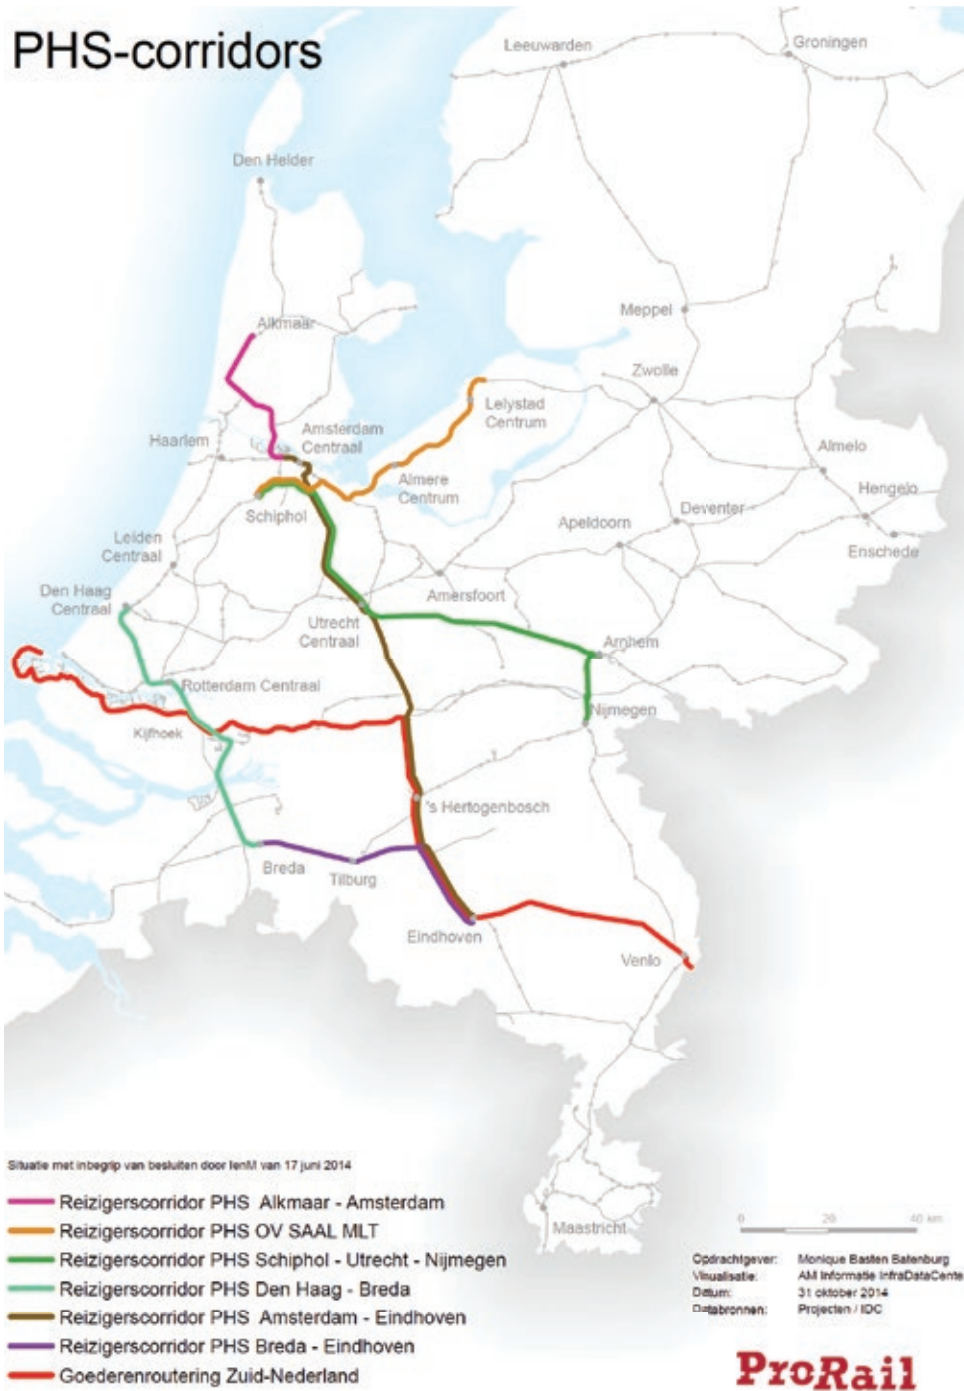 PHS-corridors
Leeuwarden
Groningen
Den Helder
Alkmaar
Meppel
Zwolle
Lelystad
Centrum
Haarlem
Amsterdam
Centraal
Almelo
Almere
Centrum
Hengelo
Schiphol
Deventer
Apeldoorn
Enschede
Leiden
Centraal
Den Haag
Centraal
Amersfoort
Utrecht
Centraal
Arnhem
Rotterdam Centraal
Nijmegen
Kijfhoek
's Hertogenbosch
Breda
Tilburg
Eindhoven
Venlo
Maastricht
Situatie met inbegrip van besluiten door IenM van 17 juni 2014
Reizigerscorridor PHS Alkmaar - Amsterdam
Reizigerscorridor PHS OV SAAL MLT
Reizigerscorridor PHS Schiphol - Utrecht - Nijmegen
Reizigerscorridor PHS Den Haag - Breda
Reizigerscorridor PHS Amsterdam - Eindhoven
Reizigerscorridor PHS Breda - Eindhoven
Goederenroutering Zuid-Nederland
0 20 40 km
Opdrachtgever: Monique Basten Batenburg
Visualisatie: AM Informatie InfraDataCente
Datum: 31 oktober 2014
Databronnen: Projecten / IDC
ProRail